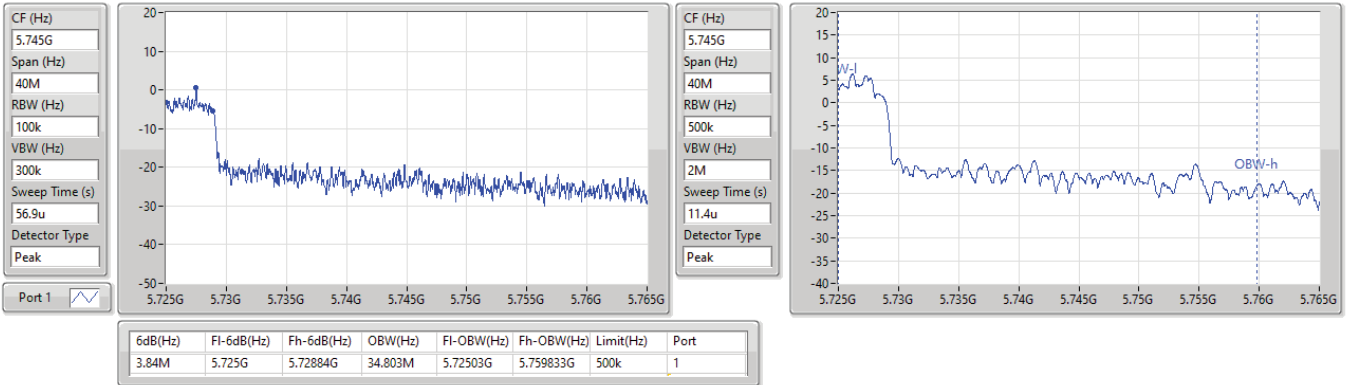 CF (Hz)
5.745G
Span (Hz)
40M
RBW (Hz)
100k
VBW (Hz)
300k
Sweep Time (s)
56.9u
Detector Type
Peak
Port 1
20-
10-
0-
-10-
-20-
-30-
-40-
-50-
5.725G 5.73G 5.735G 5.74G 5.745G 5.75G 5.755G 5.76G 5.765G
CF (Hz)
5.745G
Span (Hz)
40M
RBW (Hz)
500k
VBW (Hz)
2M
Sweep Time (s)
11.4u
Detector Type
Peak
20-
15-
10-
5-
0-
-5-
-10-
-15-
-20-
-25-
-30-
-35-
-40-
W-l
OBW-h
5.725G 5.73G 5.735G 5.74G 5.745G 5.75G 5.755G 5.76G 5.765G
6dB(Hz) Fl-6dB(Hz) Fh-6dB(Hz) OBW(Hz) Fl-OBW(Hz) Fh-OBW(Hz) Limit(Hz) Port
3.84M 5.725G 5.72884G 34.803M 5.72503G 5.759833G 500k 1